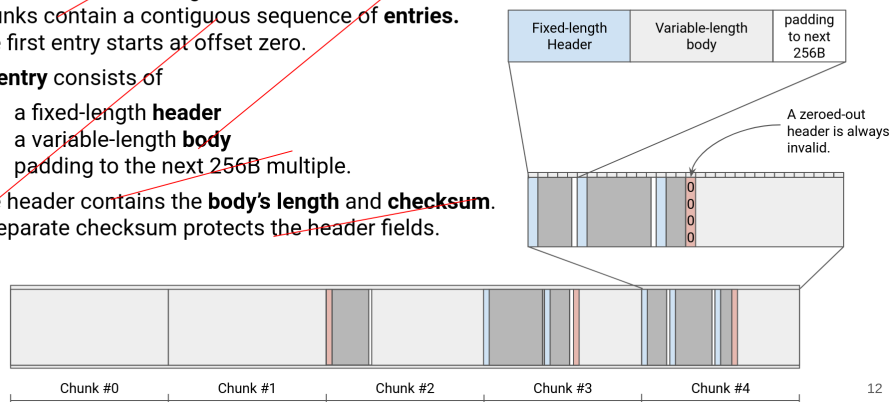 unks contain a contiguous sequence of entries.
first entry starts at offset zero.
entry consists of
a fixed-length header
a variable-length body
padding to the next 256B multiple.
header contains the body's length and checksum.
eparate checksum protects the header fields.
Fixed-length
Header
Variable-length
body
padding
to next
256B
A zeroed-out
header is always
invalid.
0
0
0
0
Chunk #0
Chunk #1
Chunk #2
Chunk #3
Chunk #4
12